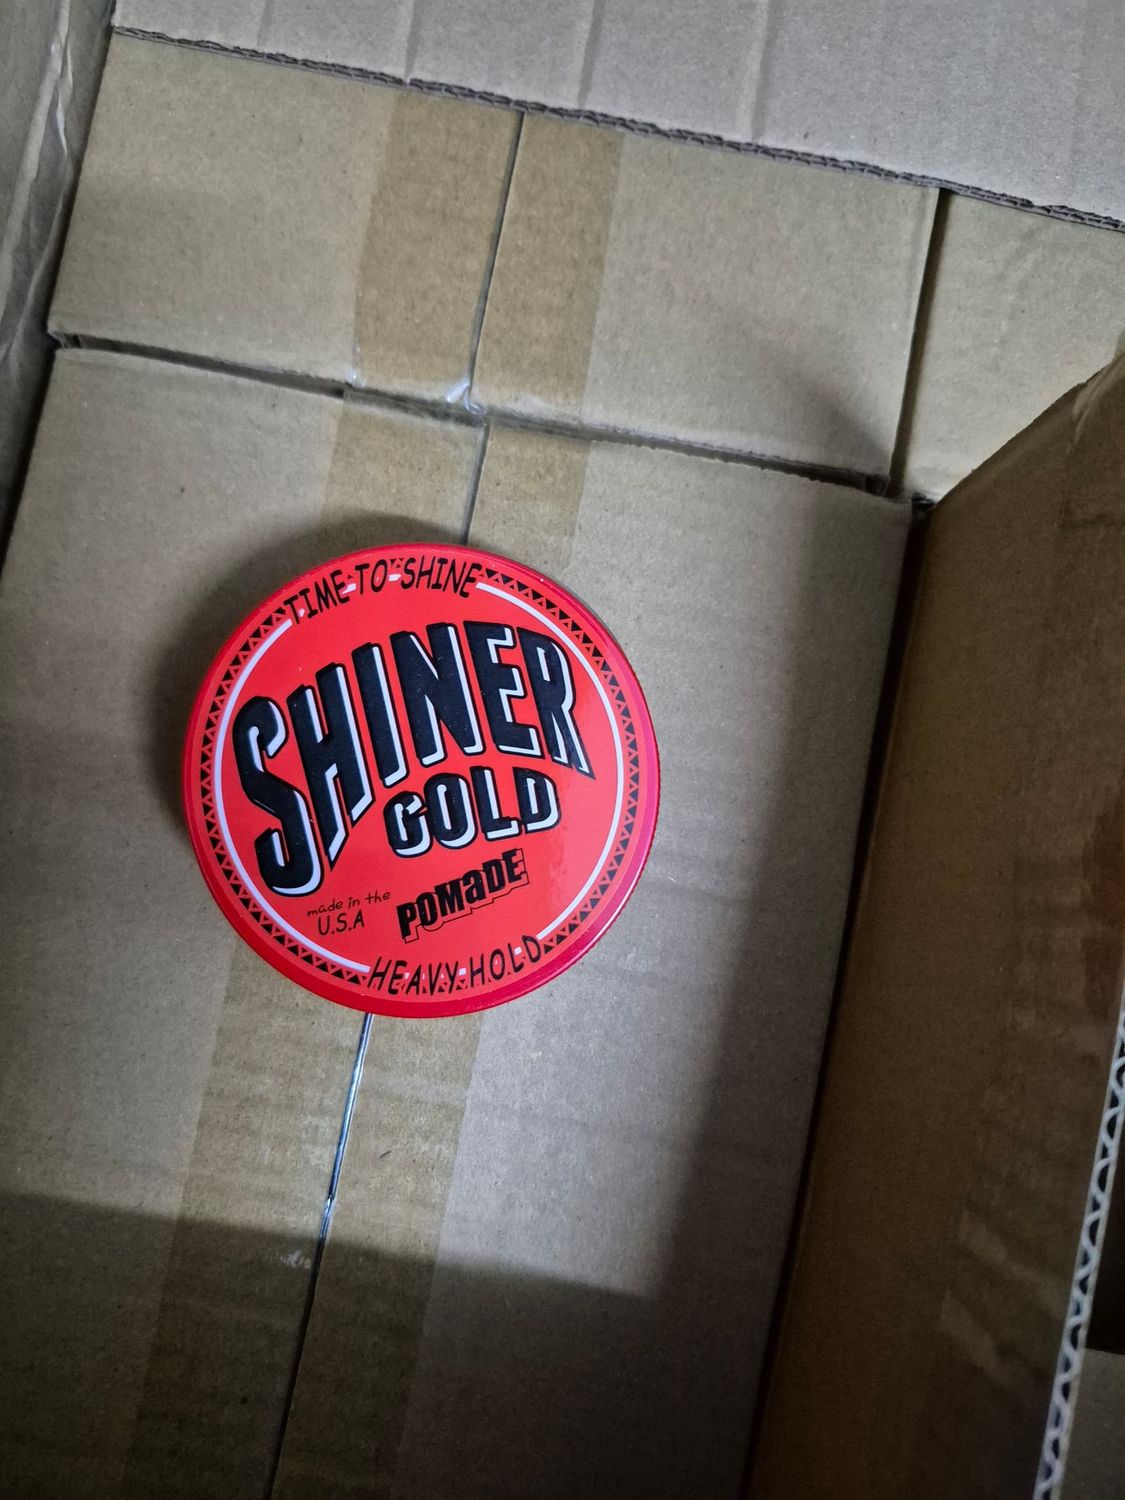 TIME TO SHINE
SHINER
GOLD
POMADE
made in the
U.S.A
HEAVY HOLD